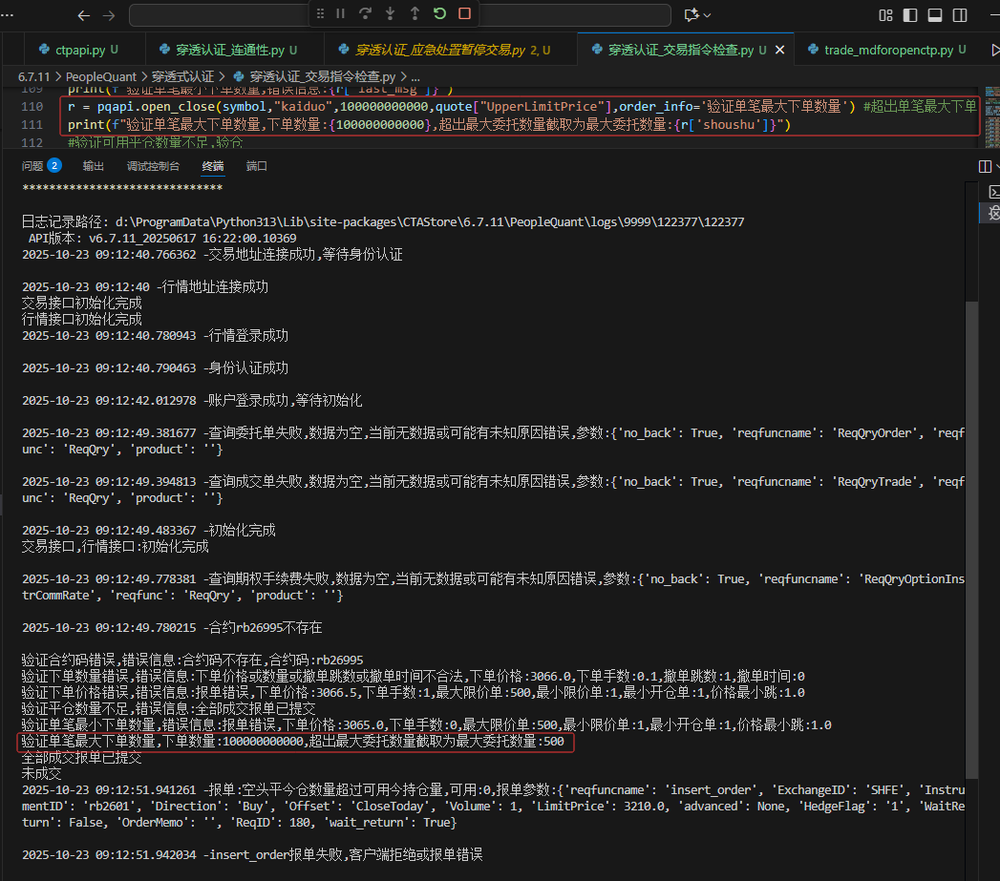 ctpapi.py U
穿透认证_连通性.py U
穿透认证_应急处置暂停交易.py 2, U
穿透认证_交易指令检查.py U
trade_mdforopenctp.py U
6.7.11 > PeopleQuant > 穿透式认证 > 穿透认证_交易指令检查.py > ...
109 print(f"验证单笔最小下单数量,错误信息:{r['last_msg']}")
110 r = pqapi.open_close(symbol,"kaiduo",100000000000,quote["UpperLimitPrice"],order_info='验证单笔最大下单数量') #超出单笔最大下单
111 print(f"验证单笔最大下单数量,下单数量:{100000000000},超出最大委托数量截取为最大委托数量:{r['shoushu']}")
112 #验证可用平仓数量不足,验仓
问题 2 输出 调试控制台 终端 端口
******************************
日志记录路径: d:\ProgramData\Python313\Lib\site-packages\CTAStore\6.7.11\PeopleQuant\logs\9999\122377\122377
API版本: v6.7.11_20250617 16:22:00.10369
2025-10-23 09:12:40.766362 -交易地址连接成功,等待身份认证
2025-10-23 09:12:40 -行情地址连接成功
交易接口初始化完成
行情接口初始化完成
2025-10-23 09:12:40.780943 -行情登录成功
2025-10-23 09:12:40.790463 -身份认证成功
2025-10-23 09:12:42.012978 -账户登录成功,等待初始化
2025-10-23 09:12:49.381677 -查询委托单失败,数据为空,当前无数据或可能有未知原因错误,参数:{'no_back': True, 'reqfuncname': 'ReqQryOrder', 'reqf
unc': 'ReqQry', 'product': ''}
2025-10-23 09:12:49.394813 -查询成交单失败,数据为空,当前无数据或可能有未知原因错误,参数:{'no_back': True, 'reqfuncname': 'ReqQryTrade', 'reqf
unc': 'ReqQry', 'product': ''}
2025-10-23 09:12:49.483367 -初始化完成
交易接口,行情接口:初始化完成
2025-10-23 09:12:49.778381 -查询期权手续费失败,数据为空,当前无数据或可能有未知原因错误,参数:{'no_back': True, 'reqfuncname': 'ReqQryOptionIns
trCommRate', 'reqfunc': 'ReqQry', 'product': ''}
2025-10-23 09:12:49.780215 -合约rb26995不存在
验证合约码错误,错误信息:合约码不存在,合约码:rb26995
验证下单数量错误,错误信息:下单价格或数量或撤单跳数或撤单时间不合法,下单价格:3066.0,下单手数:0.1,撤单跳数:1,撤单时间:0
验证下单价格错误,错误信息:报单错误,下单价格:3066.5,下单手数:1,最大限价单:500,最小限价单:1,最小开仓单:1,价格最小跳:1.0
验证平仓数量不足,错误信息:全部成交报单已提交
验证单笔最小下单数量,错误信息:报单错误,下单价格:3065.0,下单手数:0,最大限价单:500,最小限价单:1,最小开仓单:1,价格最小跳:1.0
验证单笔最大下单数量,下单数量:100000000000,超出最大委托数量截取为最大委托数量:500
全部成交报单已提交
未成交
2025-10-23 09:12:51.941261 -报单:空头平今仓数量超过可用今持仓量,可用:0,报单参数:{'reqfuncname': 'insert_order', 'ExchangeID': 'SHFE', 'Instru
mentID': 'rb2601', 'Direction': 'Buy', 'Offset': 'CloseToday', 'Volume': 1, 'LimitPrice': 3210.0, 'advanced': None, 'HedgeFlag': '1', 'WaitRe
turn': False, 'OrderMemo': '', 'ReqID': 180, 'wait_return': True}
2025-10-23 09:12:51.942034 -insert_order报单失败,客户端拒绝或报单错误